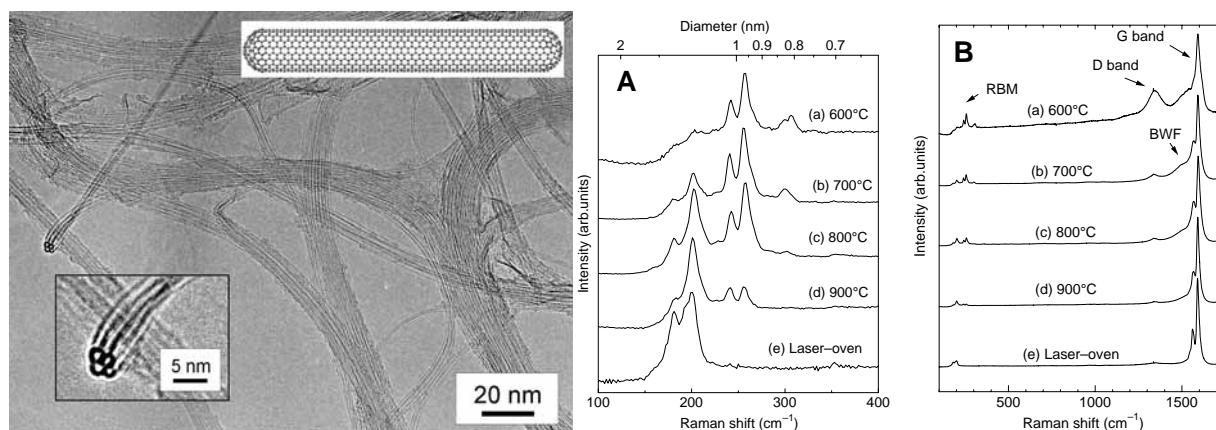 5 nm
20 nm
Diameter (nm)
2 1 0.9 0.8 0.7
A
(a) 600°C
(b) 700°C
(c) 800°C
(d) 900°C
(e) Laser–oven
Intensity (arb.units)
100 200 300 400
Raman shift (cm⁻¹)
B
G band
D band
RBM
(a) 600°C
BWF
(b) 700°C
(c) 800°C
(d) 900°C
(e) Laser–oven
Intensity (arb.units)
500 1000 1500
Raman shift (cm⁻¹)